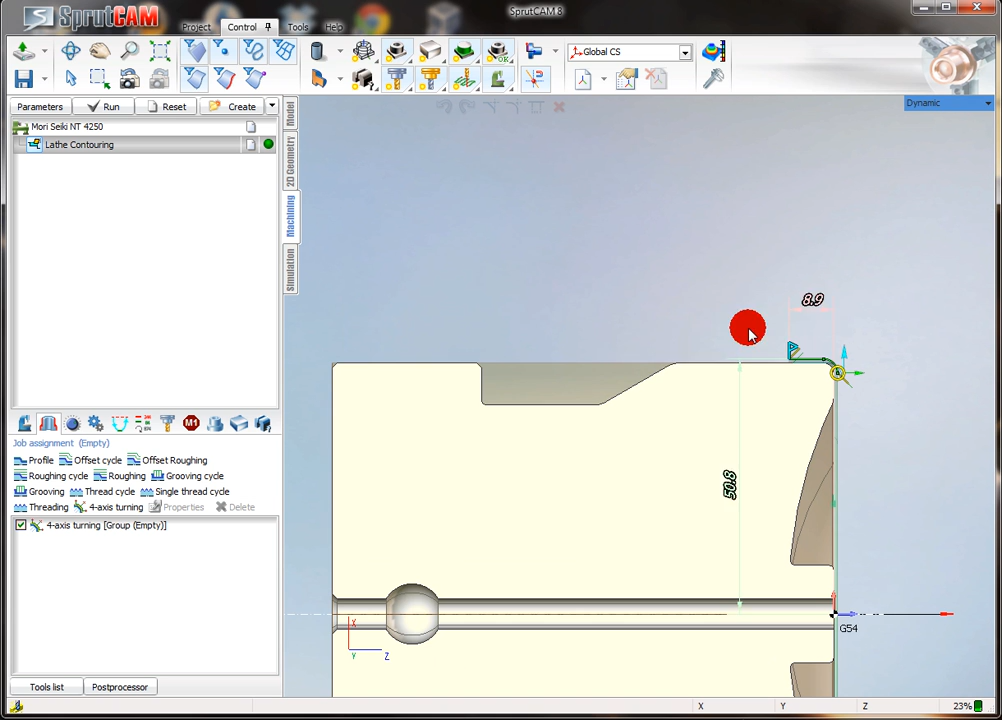 SprutCAM
SprutCAM 8
Project Control Tools Help
Global CS
Parameters Run Reset Create
Mori Seiki NT 4250
Lathe Contouring
Model
2D Geometry
Machining
Simulation
Dynamic
8.9
50.8
G54
X
Y
Z
M1
Job assignment (Empty)
Profile Offset cycle Offset Roughing
Roughing cycle Roughing Grooving cycle
Grooving Thread cycle Single thread cycle
Threading 4-axis turning Properties Delete
4-axis turning [Group (Empty)]
Tools list Postprocessor
X Y Z 23%